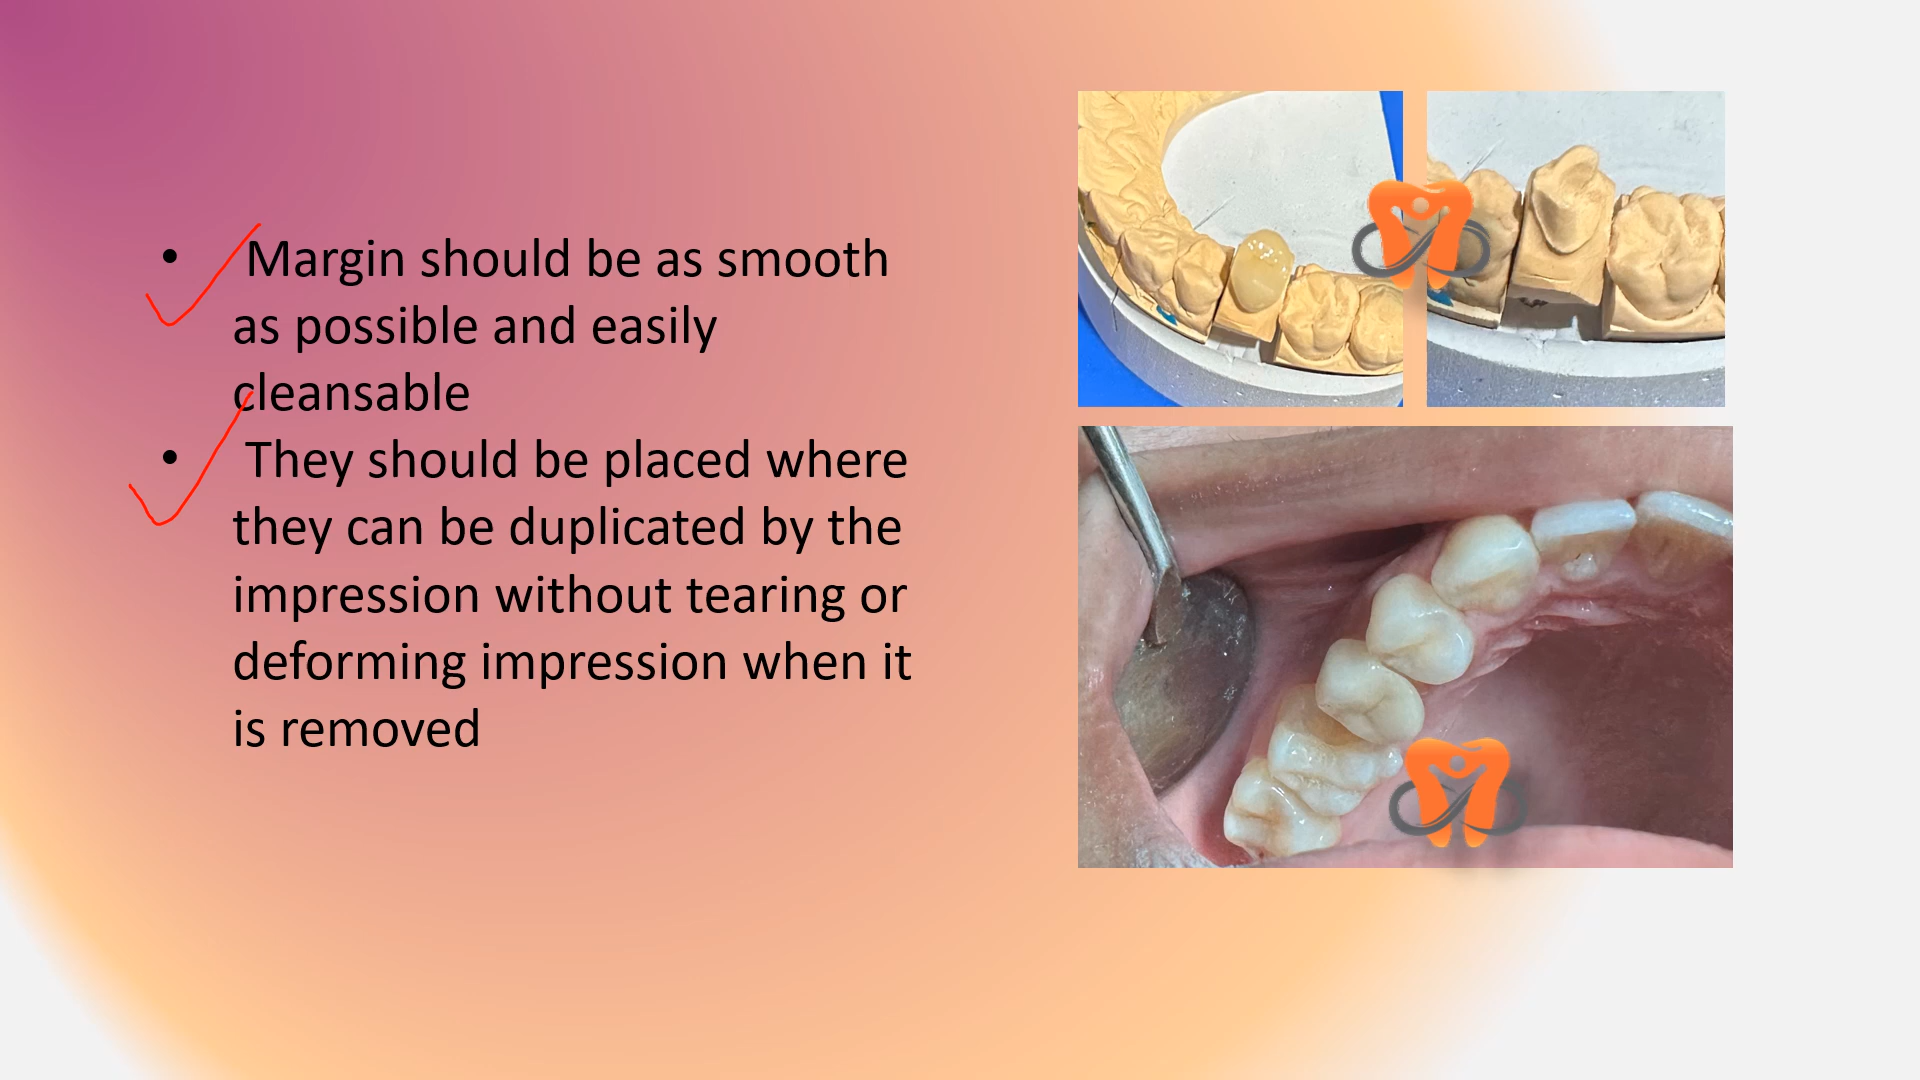 • Margin should be as smooth
as possible and easily
cleansable
• They should be placed where
they can be duplicated by the
impression without tearing or
deforming impression when it
is removed